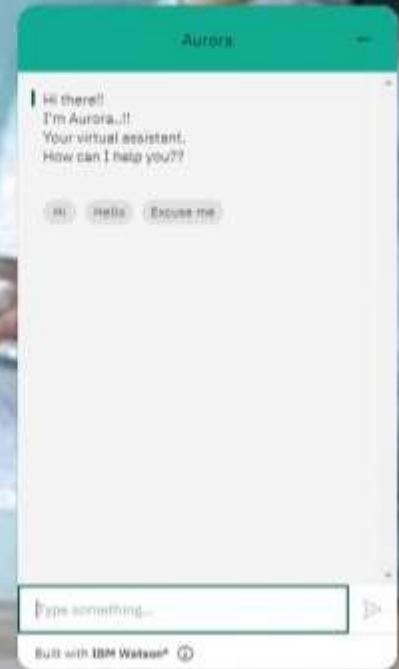 Aurora
Hi there!!
I'm Aurora..!!
Your virtual assistant.
How can I help you??
Hi Hello Excuse me
Type something...
Built with IBM Watson®